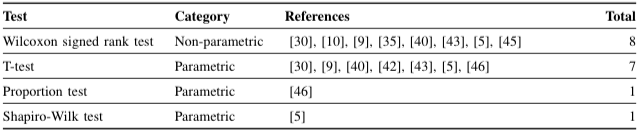 Test Category References Total
Wilcoxon signed rank test Non-parametric [30], [10], [9], [35], [40], [43], [5], [45] 8
T-test Parametric [30], [9], [40], [42], [43], [5], [46] 7
Proportion test Parametric [46] 1
Shapiro-Wilk test Parametric [5] 1